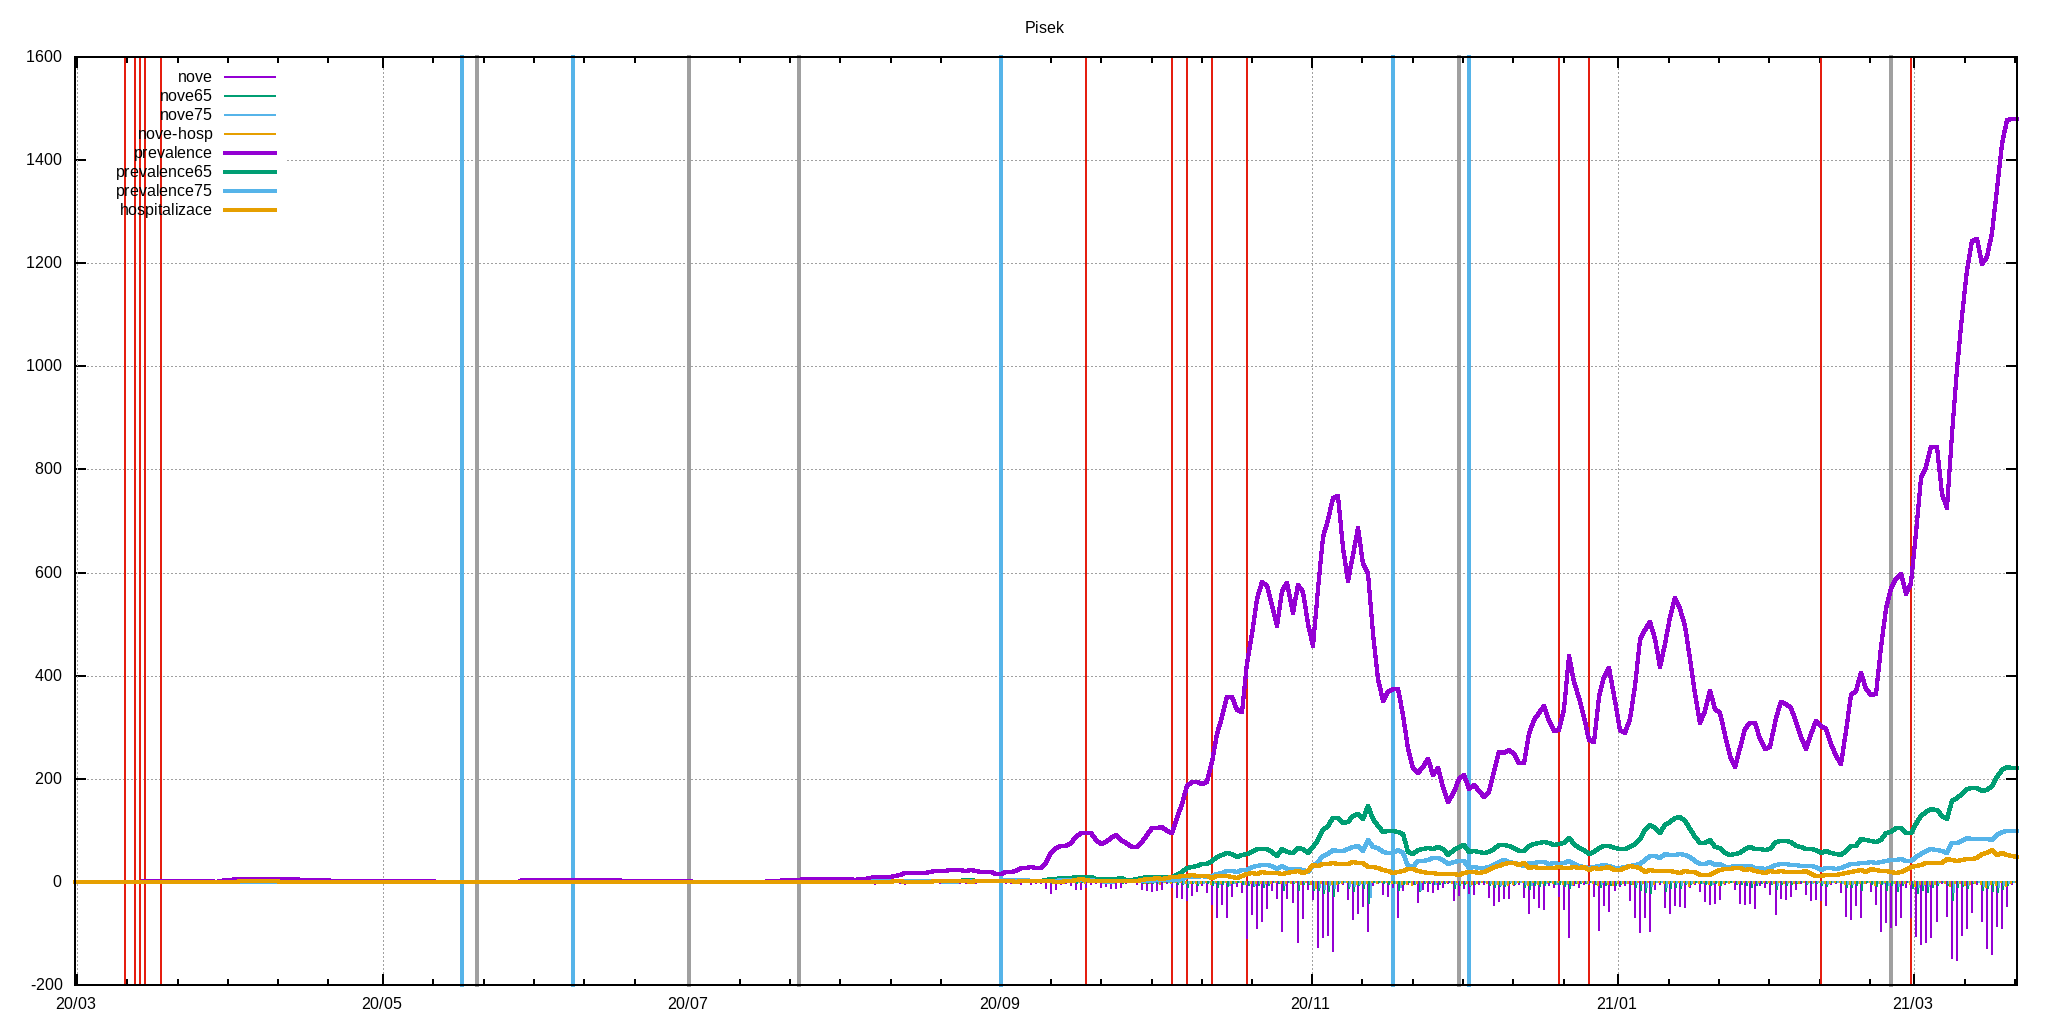 Pisek
1600
1400
1200
1000
800
600
400
200
0
-200
nove
nove65
nove75
nove-hosp
prevalence
prevalence65
prevalence75
hospitalizace
20/03 20/05 20/07 20/09 20/11 21/01 21/03